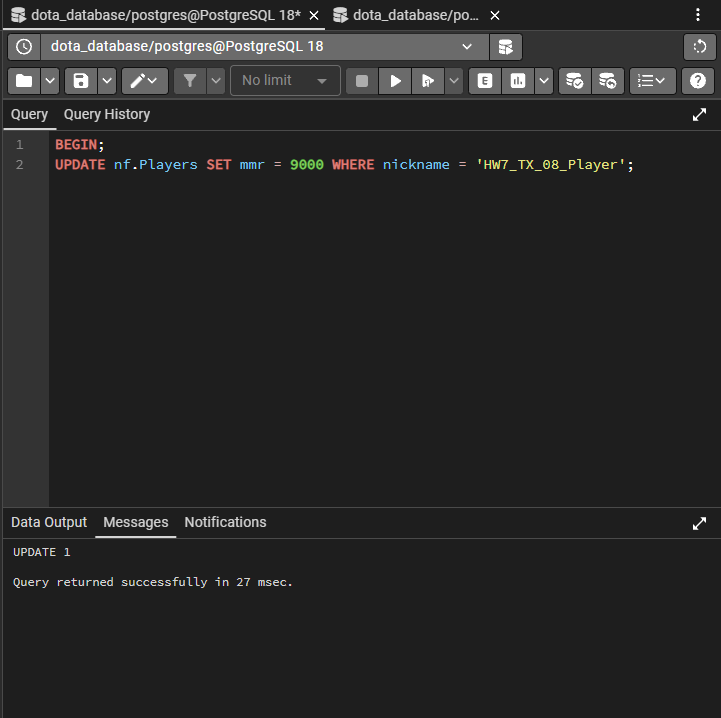 dota_database/postgres@PostgreSQL 18*
dota_database/po...
dota_database/postgres@PostgreSQL 18
No limit
E
Query
Query History
1 BEGIN;
2 UPDATE nf.Players SET mmr = 9000 WHERE nickname = 'HW7_TX_08_Player';
Data Output
Messages
Notifications
UPDATE 1
Query returned successfully in 27 msec.